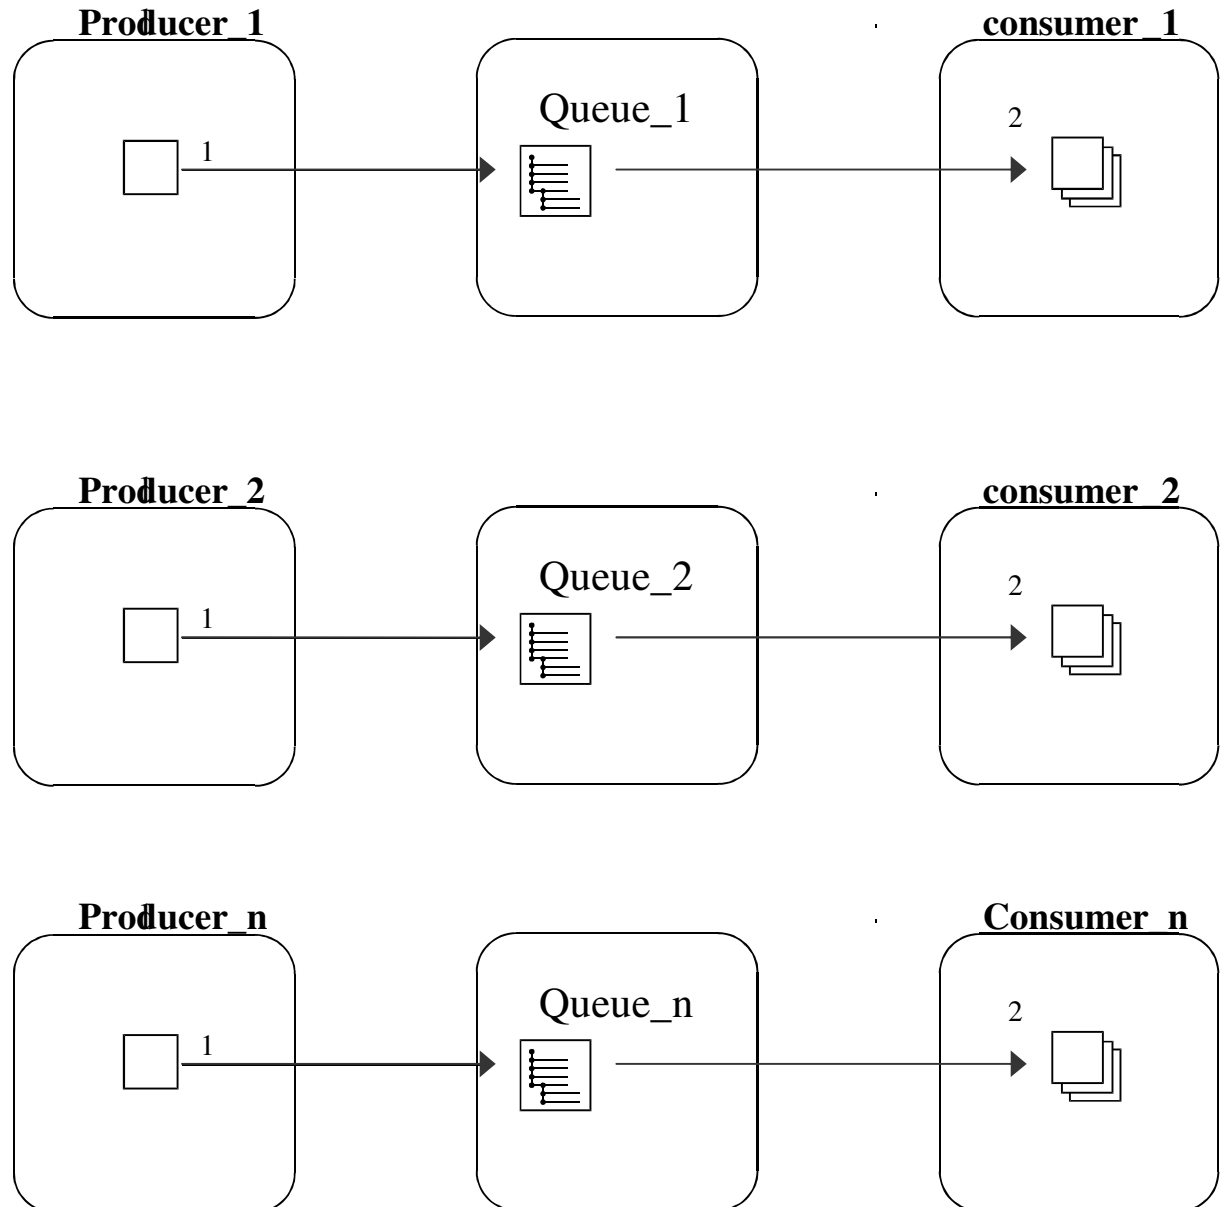 Producer_1
consumer_1
Queue_1
1
2
Producer_2
consumer_2
Queue_2
1
2
Producer_n
Consumer_n
Queue_n
1
2